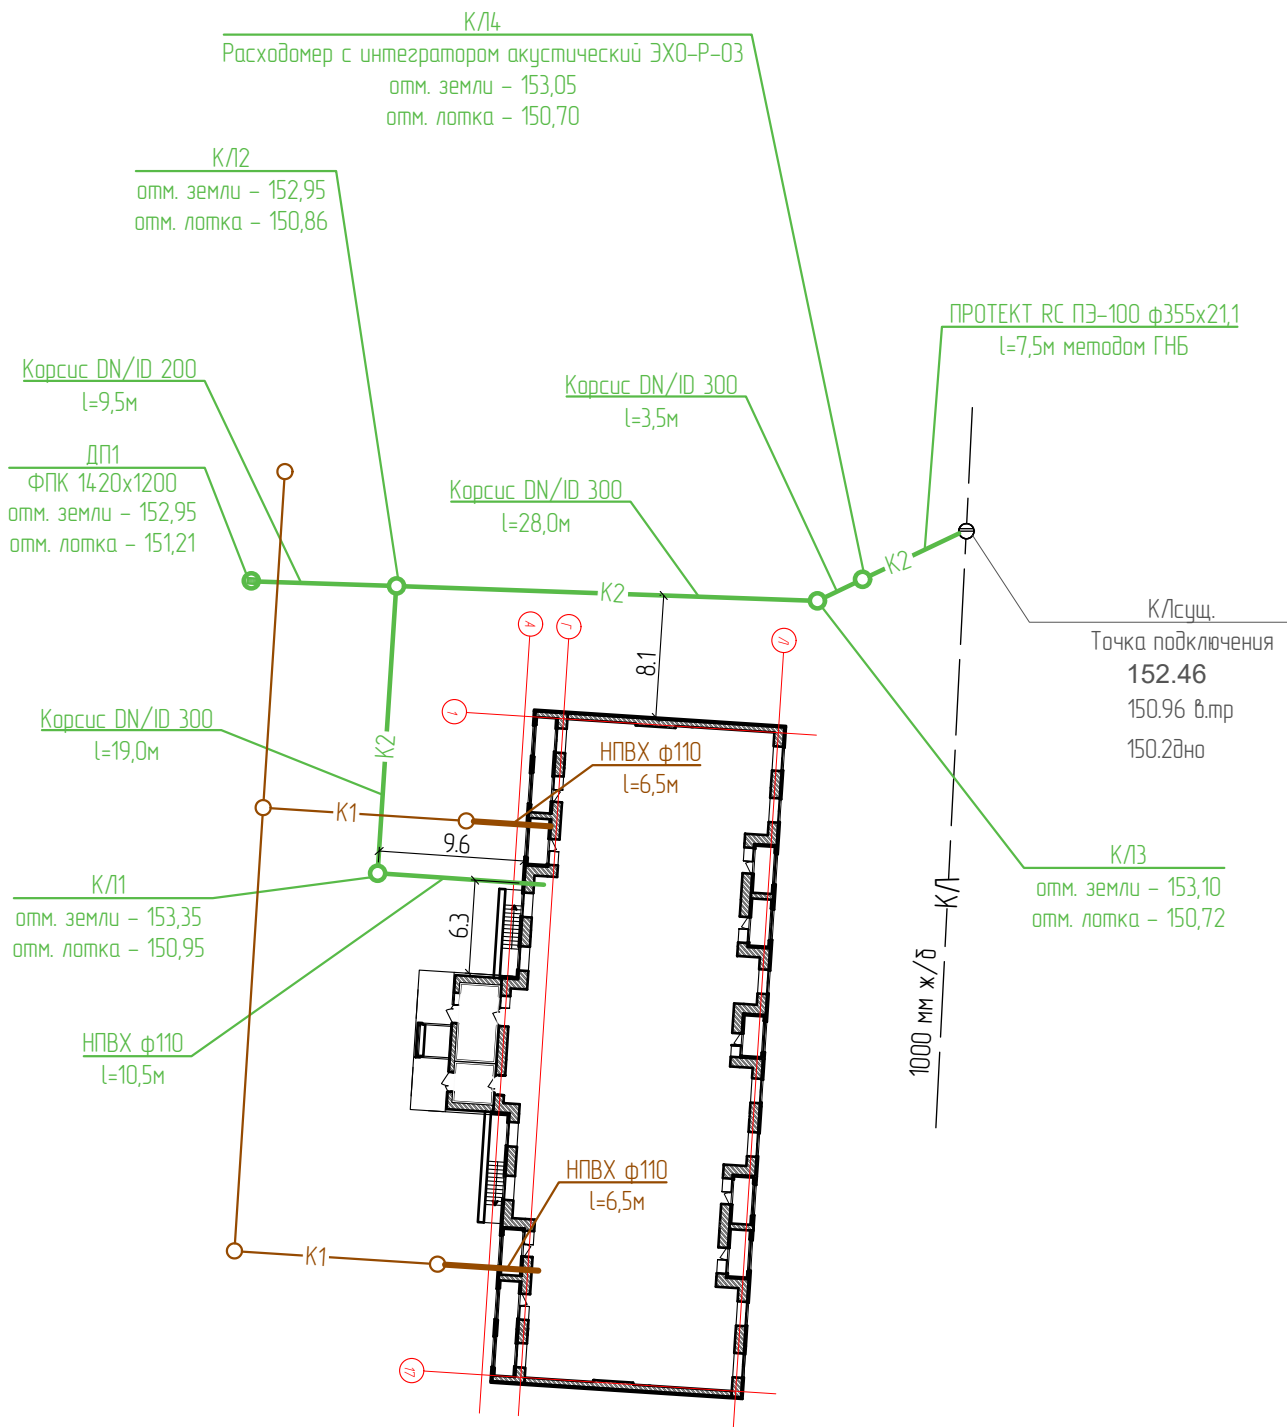 КЛ4
Расходомер с интегратором акустический ЭХО-Р-03
отм. земли - 153,05
отм. лотка - 150,70
КЛ2
отм. земли - 152,95
отм. лотка - 150,86
ПРОТЕКТ RC ПЭ-100 ф355х21,1
l=7,5м методом ГНБ
Корсис DN/ID 200
l=9,5м
Корсис DN/ID 300
l=3,5м
ДП1
ФПК 1420х1200
отм. земли - 152,95
отм. лотка - 151,21
Корсис DN/ID 300
l=28,0м
К2
К2
КЛсущ.
Точка подключения
152.46
150.96 в.тр
150.2дно
А
Г
Л
8.1
1
Корсис DN/ID 300
l=19,0м
К2
НПВХ ф110
l=6,5м
К1
9.6
КЛ1
отм. земли - 153,35
отм. лотка - 150,95
6.3
КЛ3
отм. земли - 153,10
отм. лотка - 150,72
КЛ
1000 мм ж/б
НПВХ ф110
l=10,5м
НПВХ ф110
l=6,5м
К1
17